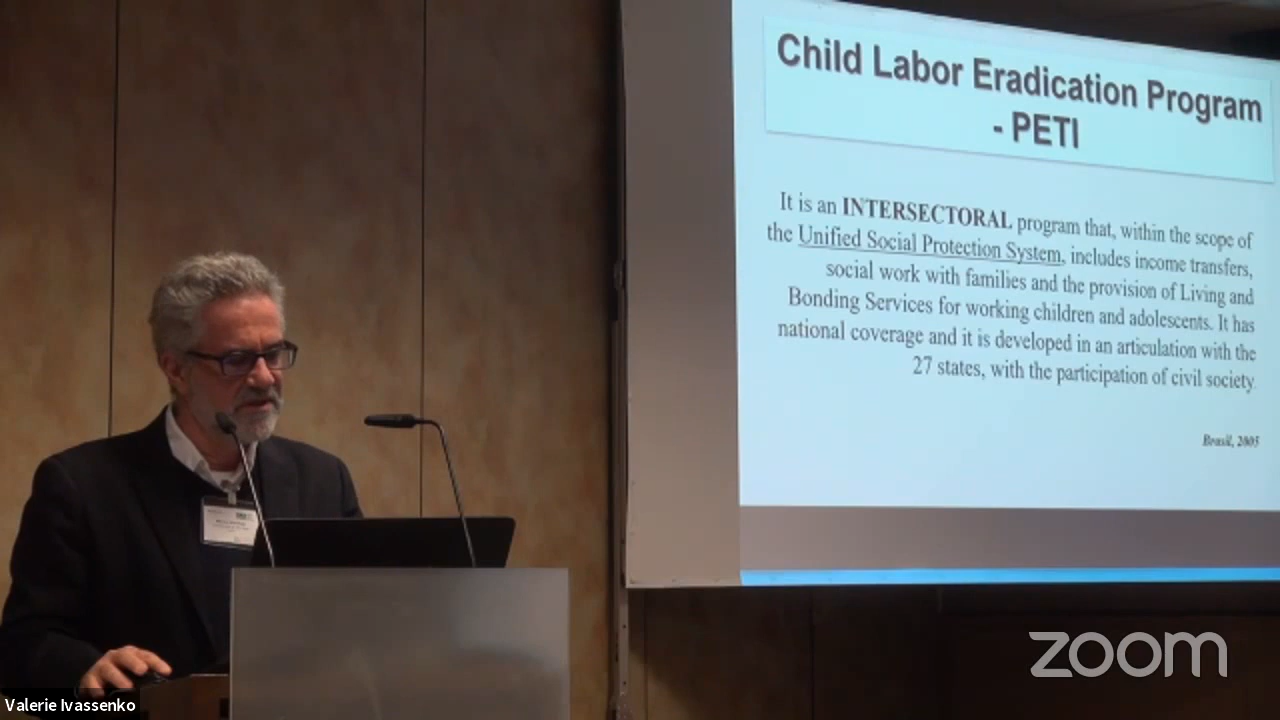 Child Labor Eradication Program
- PETI
It is an INTERSECTORAL program that, within the scope of
the Unified Social Protection System, includes income transfers,
social work with families and the provision of Living and
Bonding Services for working children and adolescents. It has
national coverage and it is developed in an articulation with the
27 states, with the participation of civil society.
Brasil, 2005
zoom
Valerie Ivassenko